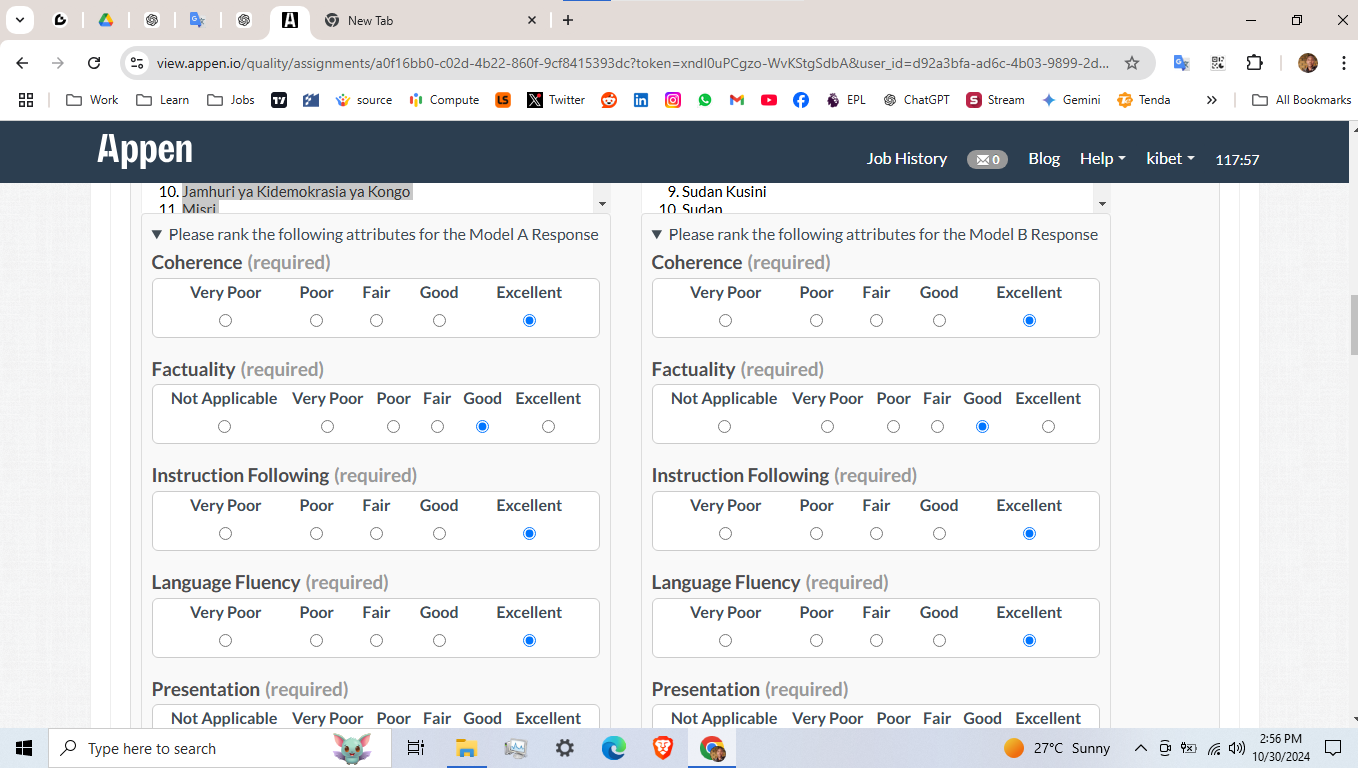 New Tab
view.appen.io/quality/assignments/a0f16bb0-c02d-4b22-860f-9cf8415393dc?token=xndI0uPCgzo-WvKStgSdbA&user_id=d92a3bfa-ad6c-4b03-9899-2d...
Work Learn Jobs source Compute LS Twitter EPL ChatGPT S Stream Gemini Tenda » All Bookmarks
Appen
Job History 0 Blog Help kibet 117:57
10. Jamhuri ya Kidemokrasia ya Kongo
11. Misri
9. Sudan Kusini
10. Sudan
Please rank the following attributes for the Model A Response
Coherence (required)
Very Poor Poor Fair Good Excellent
Factuality (required)
Not Applicable Very Poor Poor Fair Good Excellent
Instruction Following (required)
Very Poor Poor Fair Good Excellent
Language Fluency (required)
Very Poor Poor Fair Good Excellent
Presentation (required)
Not Applicable Very Poor Poor Fair Good Excellent
Please rank the following attributes for the Model B Response
Coherence (required)
Very Poor Poor Fair Good Excellent
Factuality (required)
Not Applicable Very Poor Poor Fair Good Excellent
Instruction Following (required)
Very Poor Poor Fair Good Excellent
Language Fluency (required)
Very Poor Poor Fair Good Excellent
Presentation (required)
Not Applicable Very Poor Poor Fair Good Excellent
Type here to search
27°C Sunny
2:56 PM
10/30/2024